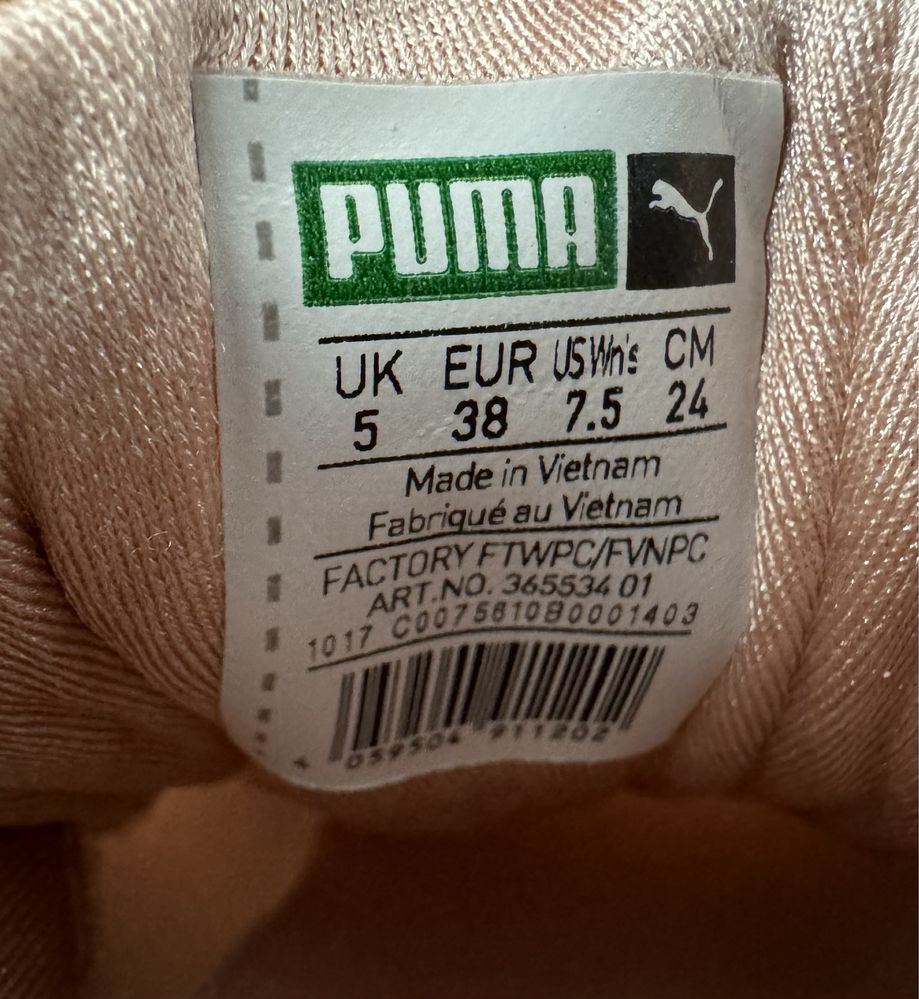 PUMA
UK EUR US Wn's CM
5 38 7.5 24
Made in Vietnam
Fabriqué au Vietnam
FACTORY FTWPC/FVNPC
ART.NO. 365534 01
1017 C0075610B0001403
059504 911202